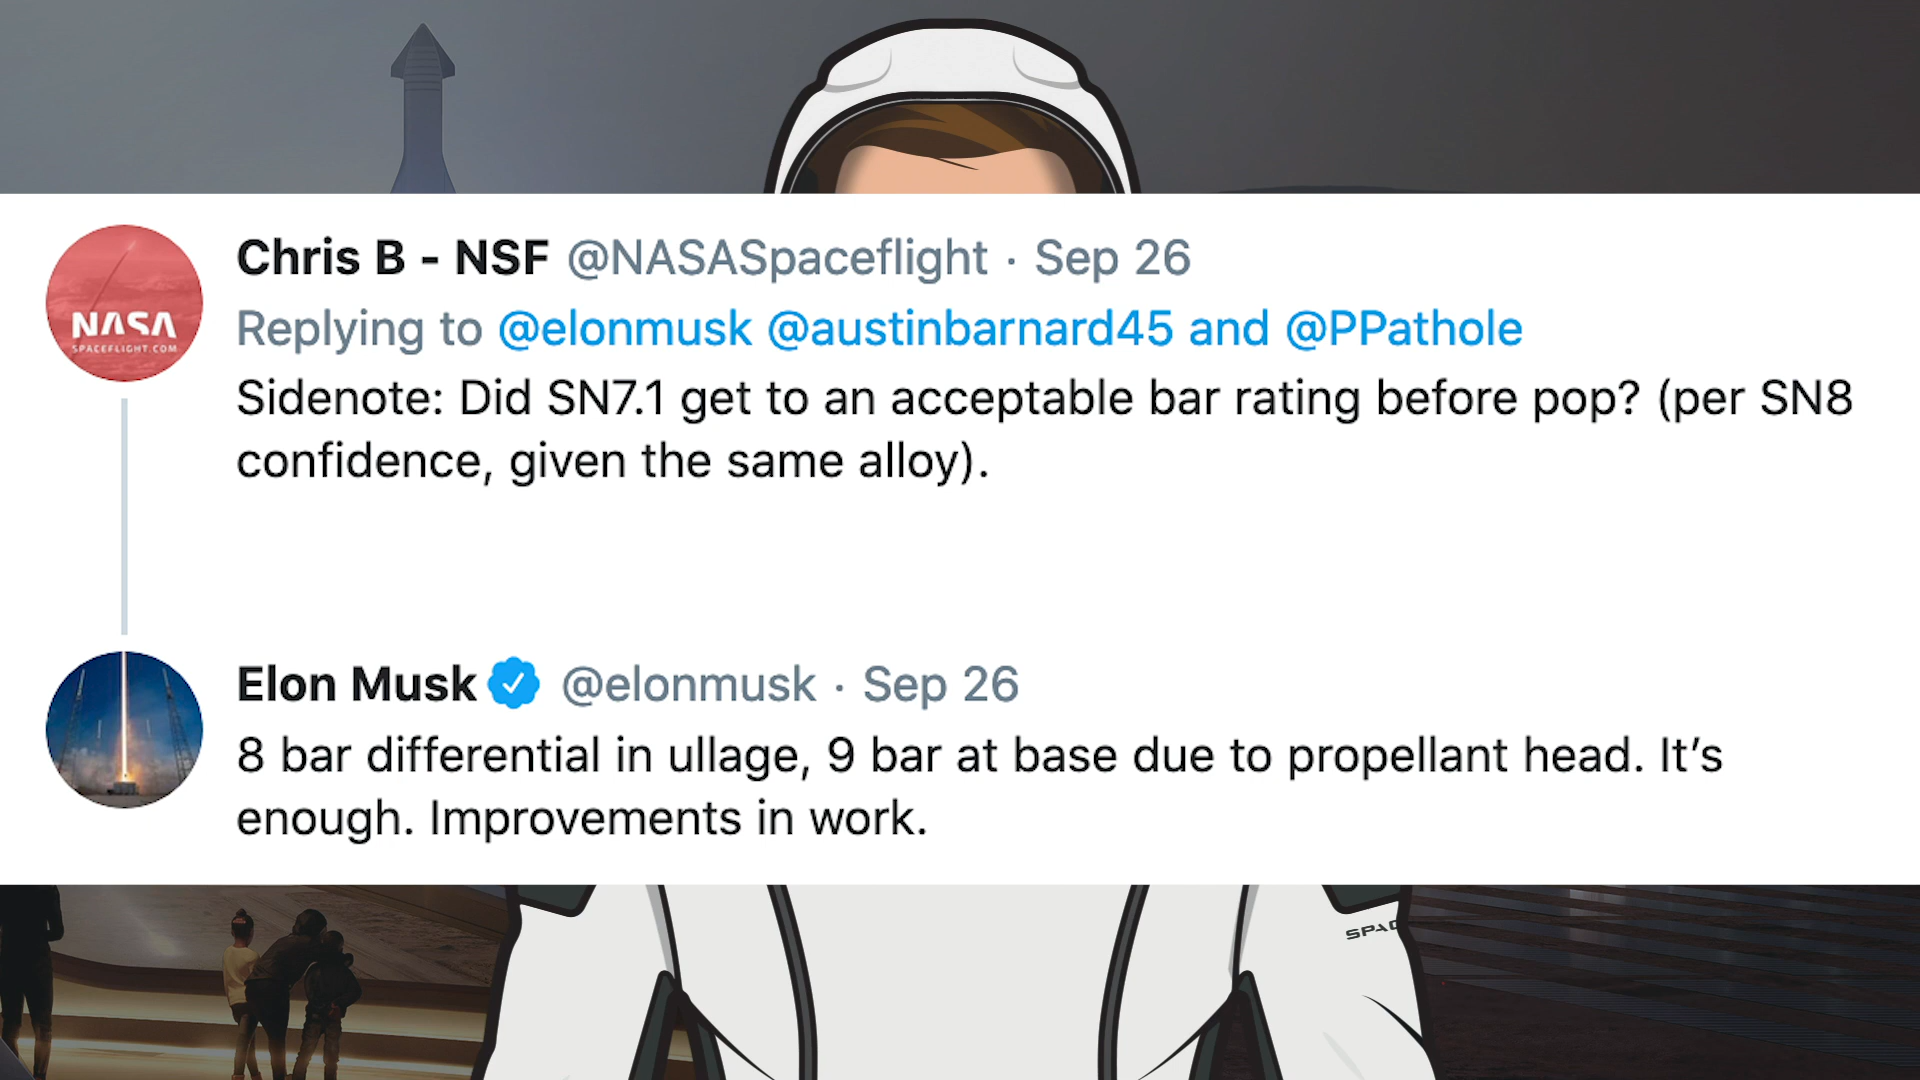 Chris B - NSF @NASASpaceflight · Sep 26
Replying to @elonmusk @austinbarnard45 and @PPathole
Sidenote: Did SN7.1 get to an acceptable bar rating before pop? (per SN8
confidence, given the same alloy).
NASA
SPACEFLIGHT.COM
Elon Musk @elonmusk · Sep 26
8 bar differential in ullage, 9 bar at base due to propellant head. It’s
enough. Improvements in work.
SPAC